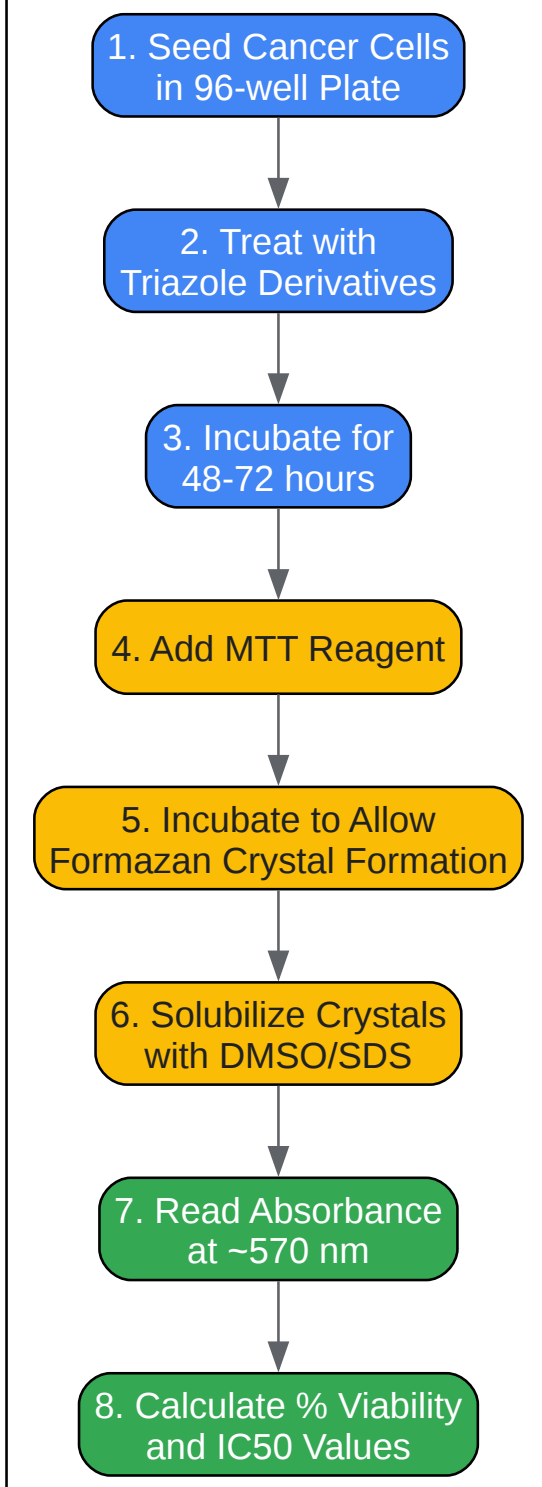 1. Seed Cancer Cells
in 96-well Plate
2. Treat with
Triazole Derivatives
3. Incubate for
48-72 hours
4. Add MTT Reagent
5. Incubate to Allow
Formazan Crystal Formation
6. Solubilize Crystals
with DMSO/SDS
7. Read Absorbance
at ~570 nm
8. Calculate % Viability
and IC50 Values